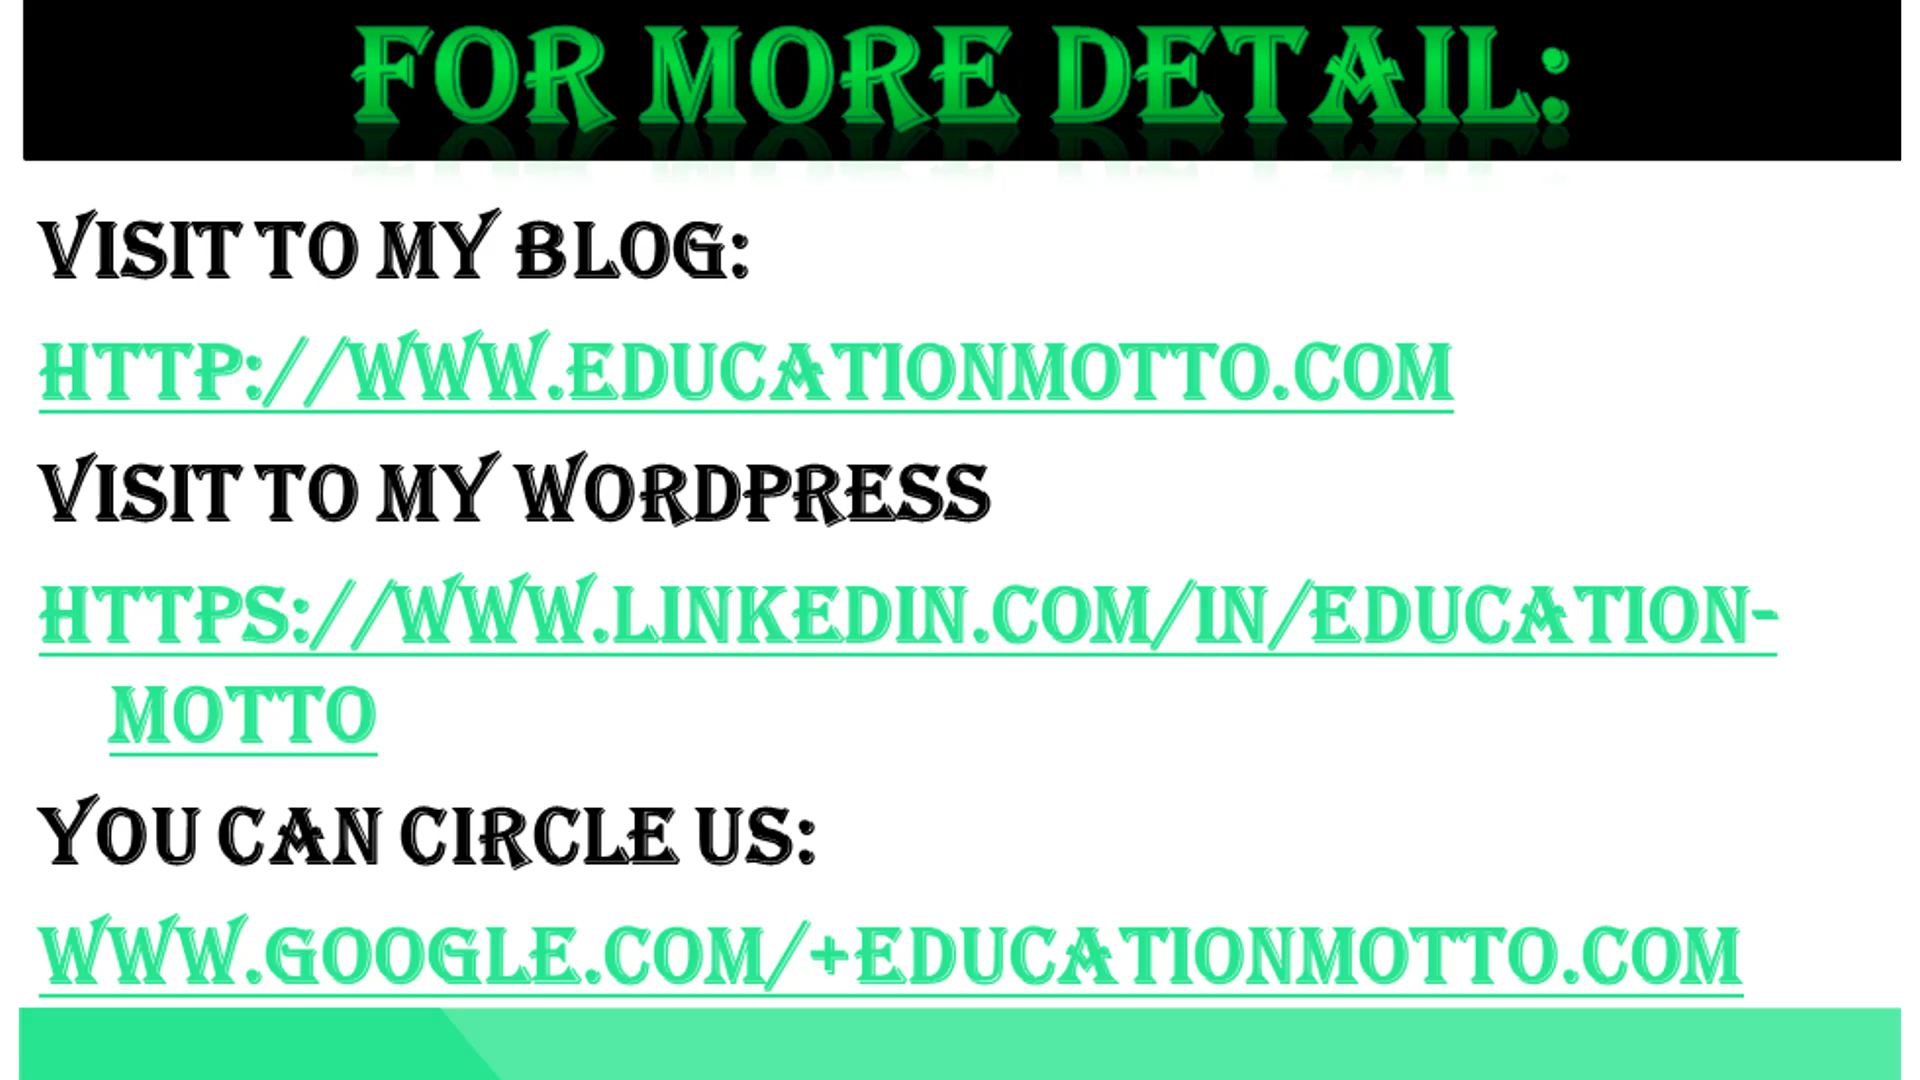 FOR MORE DETAIL:
VISIT TO MY BLOG:
HTTP://WWW.EDUCATIONMOTTO.COM
VISIT TO MY WORDPRESS
HTTPS://WWW.LINKEDIN.COM/IN/EDUCATION-
MOTTO
YOU CAN CIRCLE US:
WWW.GOOGLE.COM/+EDUCATIONMOTTO.COM